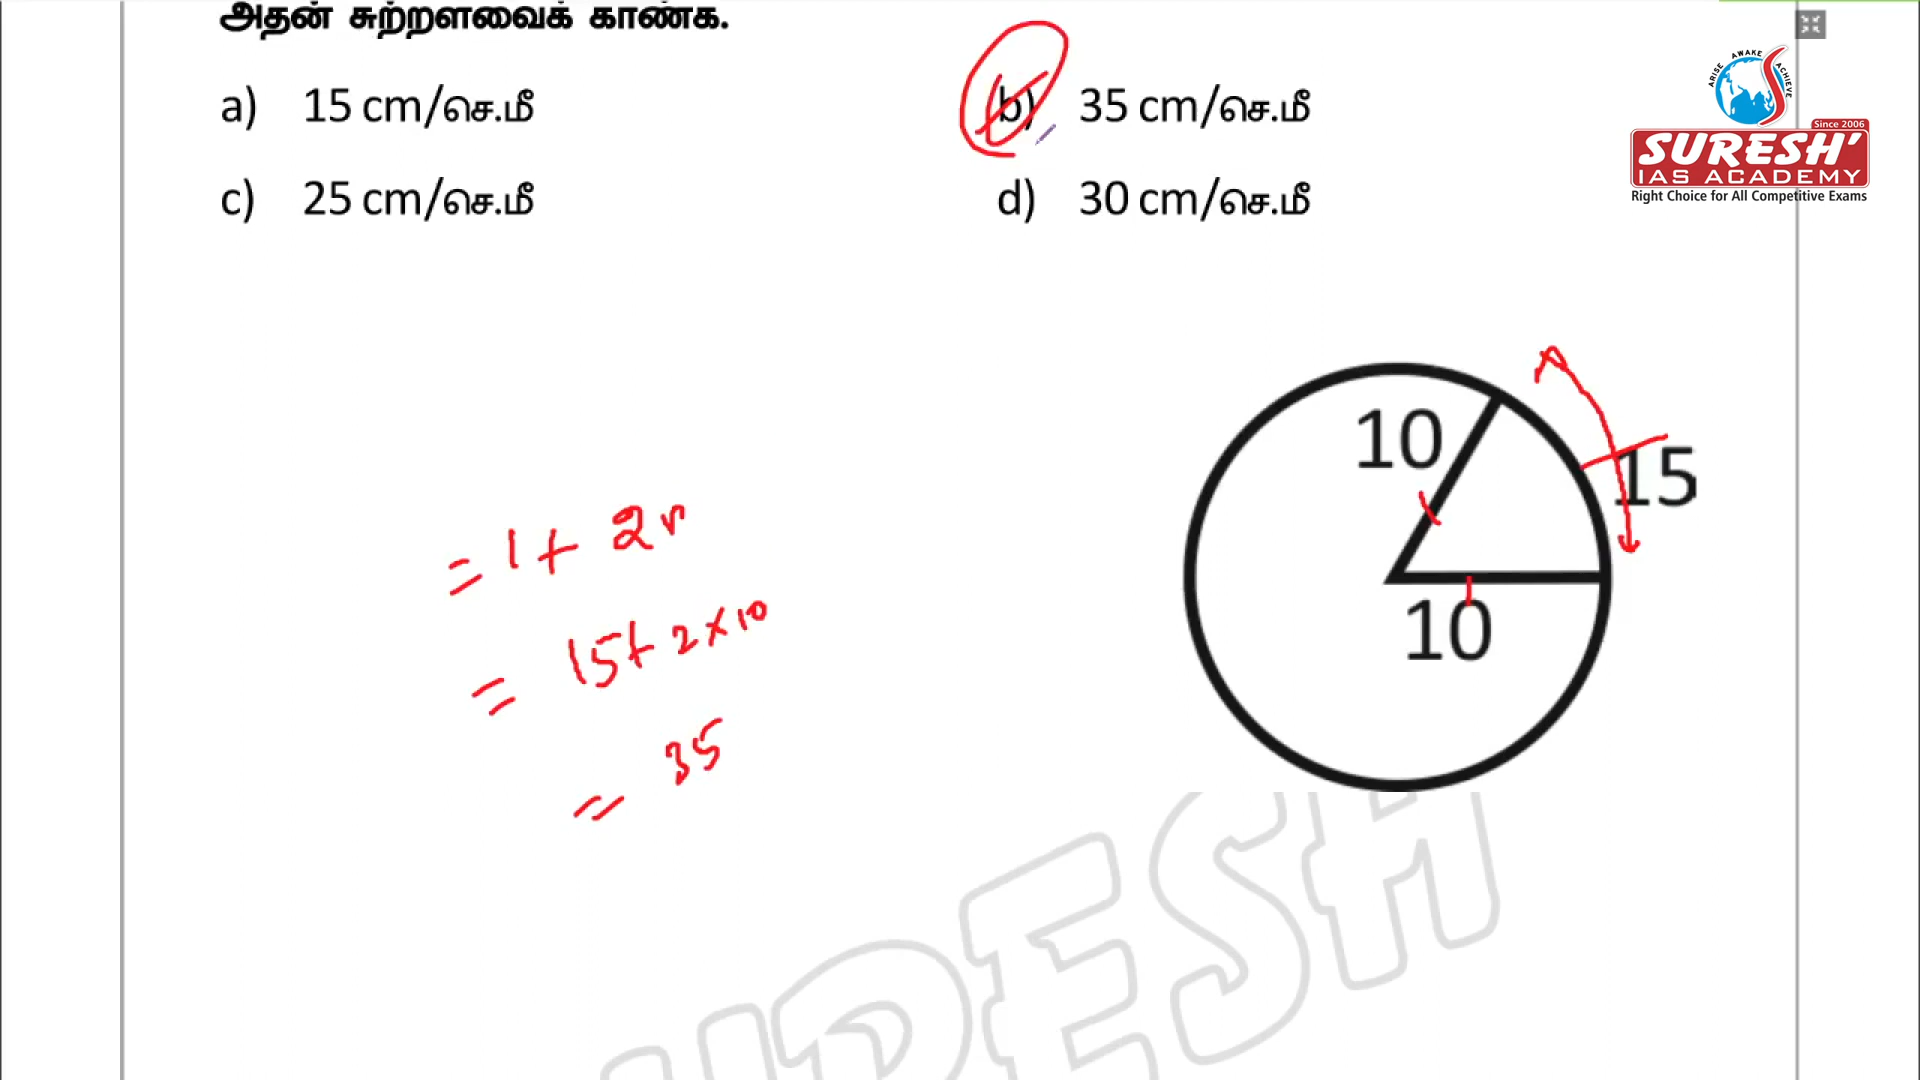 அதன் சுற்றளவைக் காண்க.
a) 15 cm/செ.மீ
b) 35 cm/செ.மீ
c) 25 cm/செ.மீ
d) 30 cm/செ.மீ
ARISE AWAKE ACHIEVE
Since 2006
SURESH'
IAS ACADEMY
Right Choice for All Competitive Exams
10
15
10
= l + 2r
= 15 + 2 × 10
= 35
SURESH